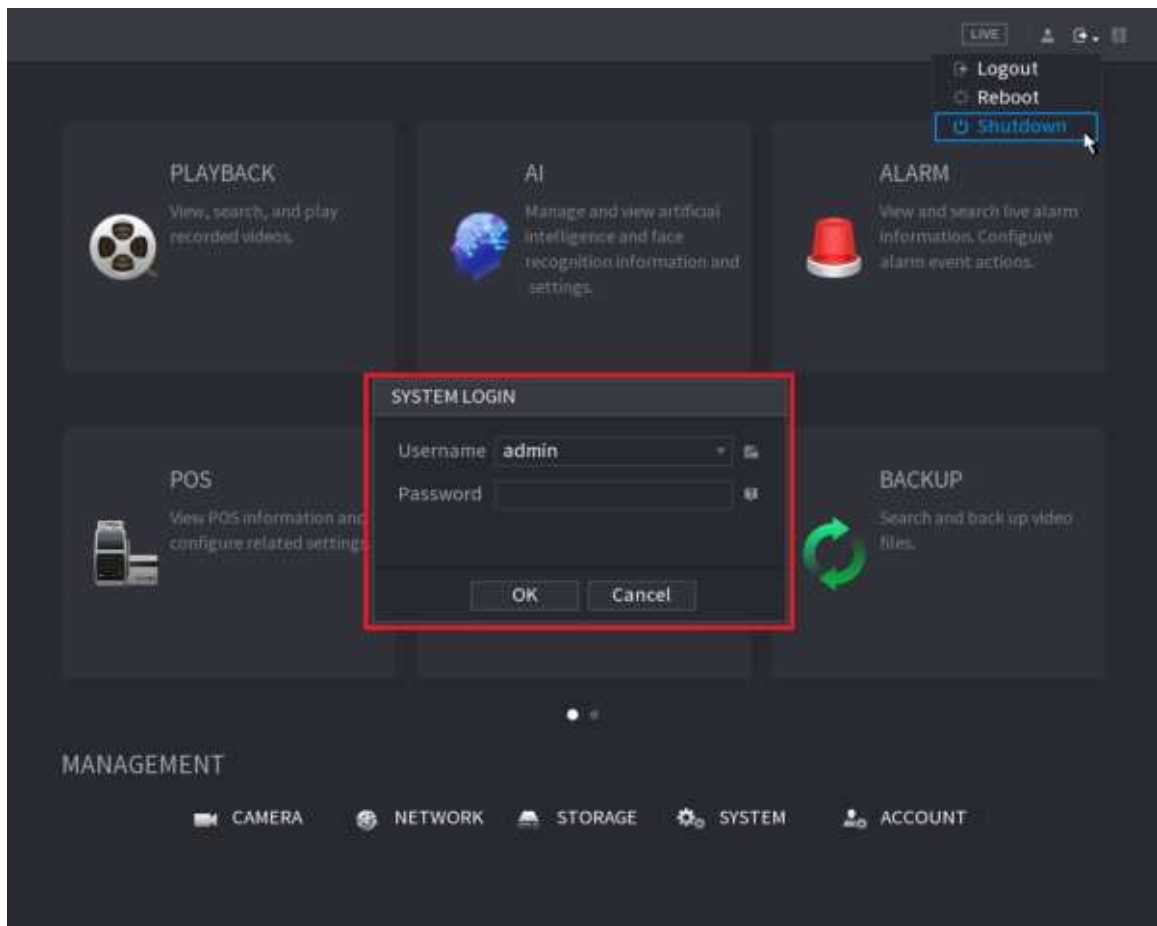 LIVE
Logout
Reboot
Shutdown
PLAYBACK
View, search, and play
recorded videos.
AI
Manage and view artificial
intelligence and face
recognition information and
settings.
ALARM
View and search live alarm
information. Configure
alarm event actions.
SYSTEM LOGIN
Username admin
Password
OK Cancel
POS
View POS information and
configure related settings
BACKUP
Search and back up video
files.
MANAGEMENT
CAMERA NETWORK STORAGE SYSTEM ACCOUNT